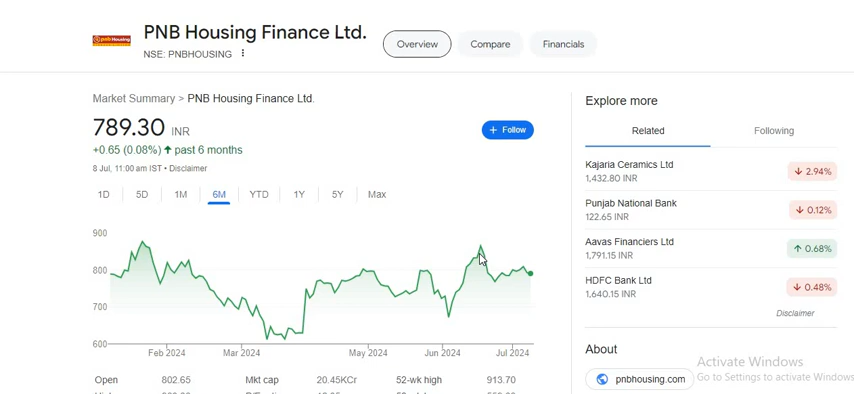 PNB Housing Finance Ltd.
pnb Housing
NSE: PNBHOUSING
Overview
Compare
Financials
Market Summary > PNB Housing Finance Ltd.
789.30 INR
+ Follow
+0.65 (0.08%) ↑ past 6 months
8 Jul, 11:00 am IST • Disclaimer
1D 5D 1M 6M YTD 1Y 5Y Max
900
800
700
600
Feb 2024 Mar 2024 May 2024 Jun 2024 Jul 2024
Open 802.65 Mkt cap 20.45KCr 52-wk high 913.70
Explore more
Related Following
Kajaria Ceramics Ltd
1,432.80 INR
↓ 2.94%
Punjab National Bank
122.65 INR
↓ 0.12%
Aavas Financiers Ltd
1,791.15 INR
↑ 0.68%
HDFC Bank Ltd
1,640.15 INR
↓ 0.48%
Disclaimer
About
pnbhousing.com
Activate Windows
Go to Settings to activate Windows